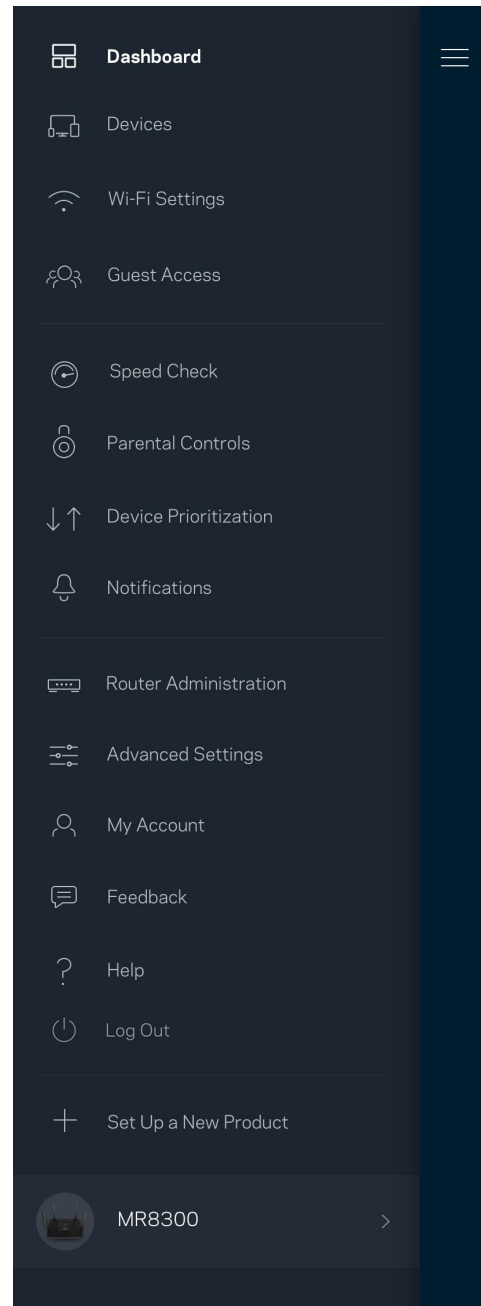 Dashboard
Devices
Wi-Fi Settings
Guest Access
Speed Check
Parental Controls
Device Prioritization
Notifications
Router Administration
Advanced Settings
My Account
Feedback
Help
Log Out
Set Up a New Product
MR8300